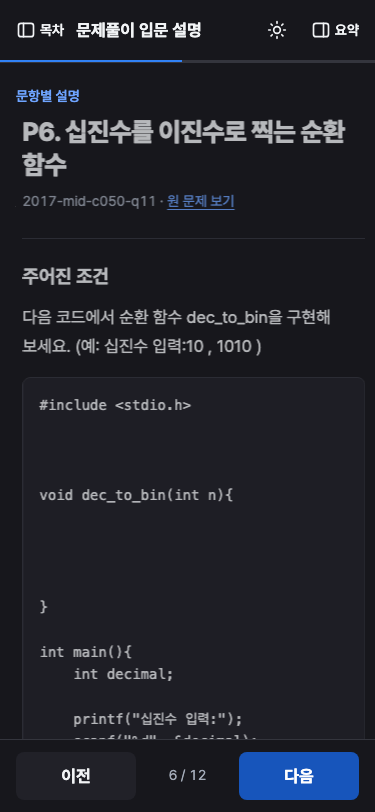 목차 문제풀이 입문 설명 요약
문항별 설명
P6. 십진수를 이진수로 찍는 순환
함수
2017-mid-c050-q11 · 원 문제 보기
주어진 조건
다음 코드에서 순환 함수 dec_to_bin을 구현해
보세요. (예: 십진수 입력:10 , 1010 )
#include <stdio.h>
void dec_to_bin(int n){
}
int main(){
    int decimal;
    printf("십진수 입력:");
    scanf("%d", &decimal);
이전 6 / 12 다음